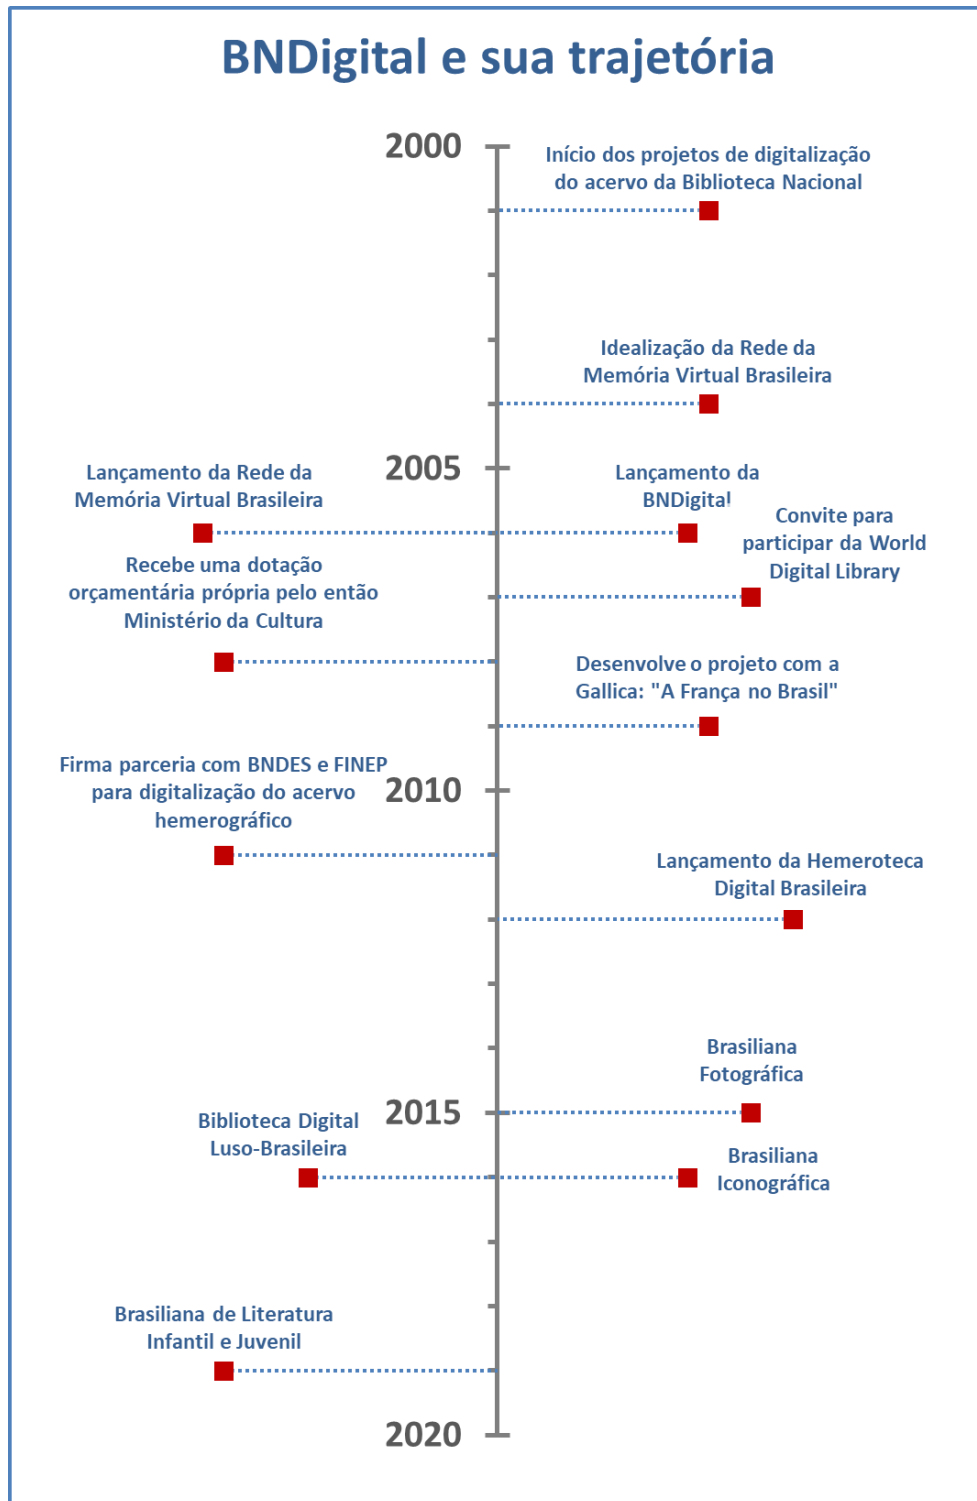 BNDigital e sua trajetória
2000
Início dos projetos de digitalização
do acervo da Biblioteca Nacional
Idealização da Rede da
Memória Virtual Brasileira
2005
Lançamento da Rede da
Memória Virtual Brasileira
Lançamento da
BNDigital
Convite para
participar da World
Digital Library
Recebe uma dotação
orçamentária própria pelo então
Ministério da Cultura
Desenvolve o projeto com a
Gallica: "A França no Brasil"
Firma parceria com BNDES e FINEP
para digitalização do acervo
hemerográfico
2010
Lançamento da Hemeroteca
Digital Brasileira
Brasiliana
Fotográfica
2015
Biblioteca Digital
Luso-Brasileira
Brasiliana
Iconográfica
Brasiliana de Literatura
Infantil e Juvenil
2020